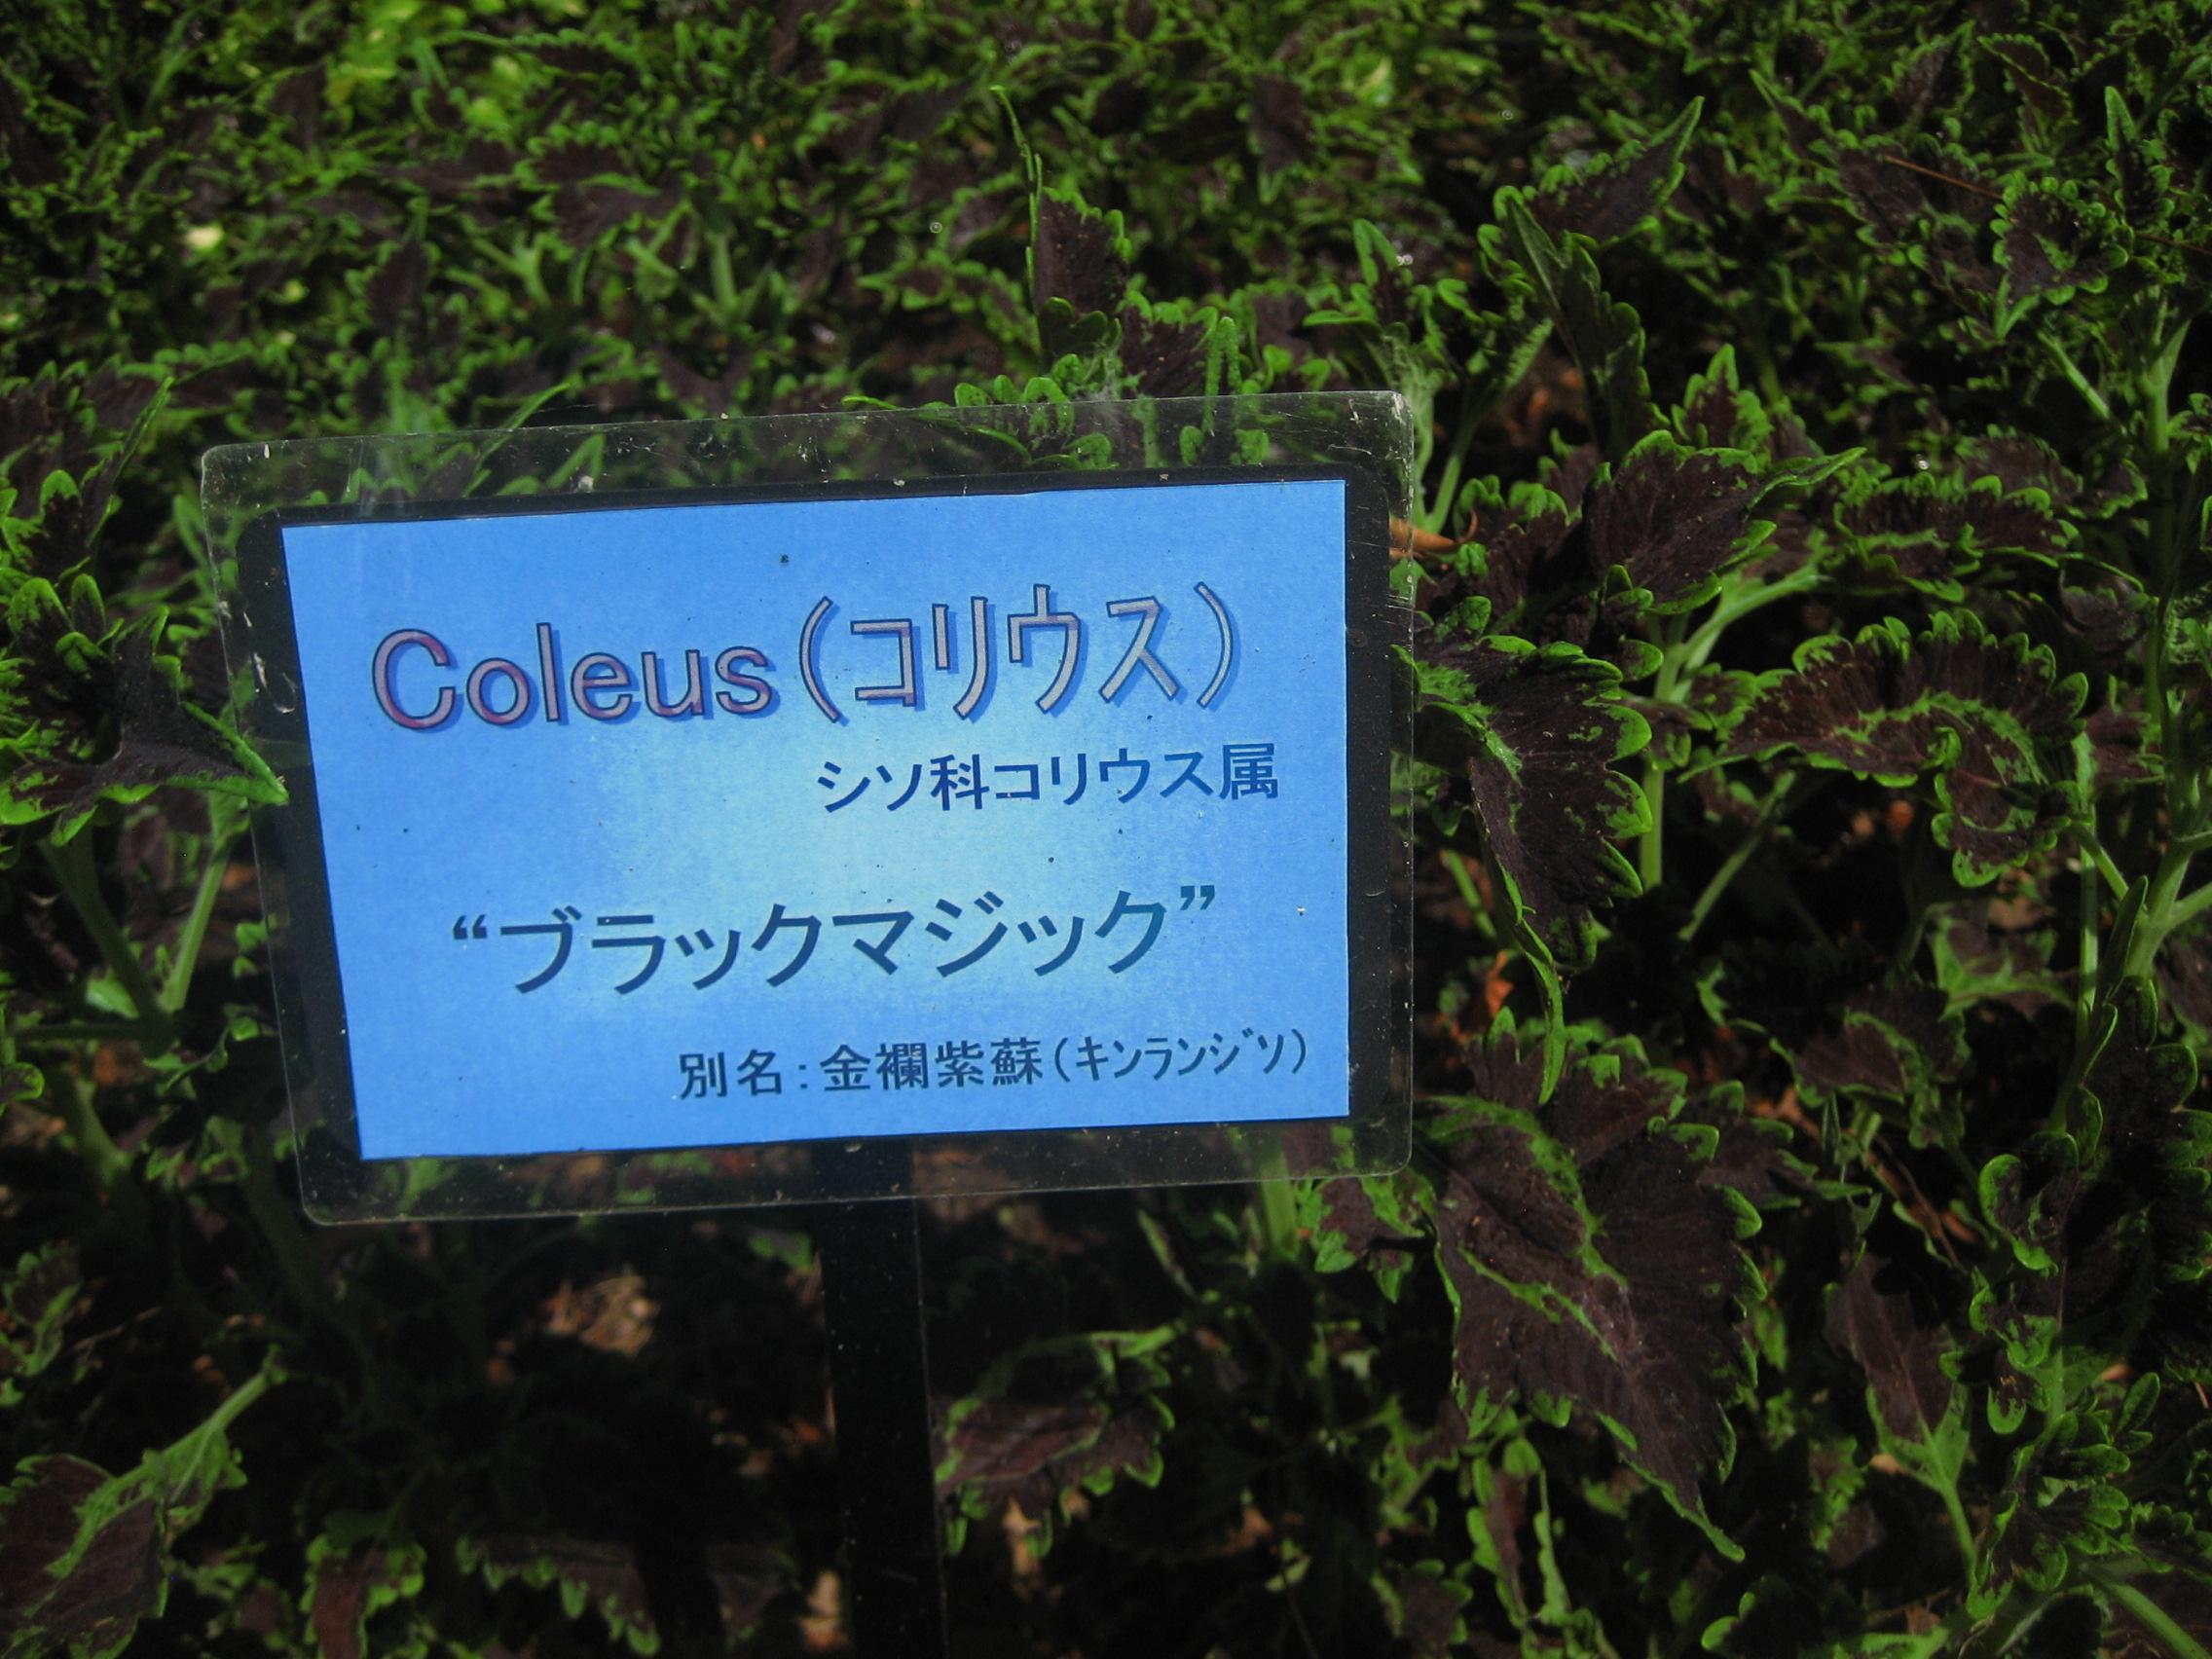 Coleus（コリウス）
シソ科コリウス属
“ブラックマジック”
別名：金襴紫蘇（ｷﾝﾗﾝｼﾞｿ）